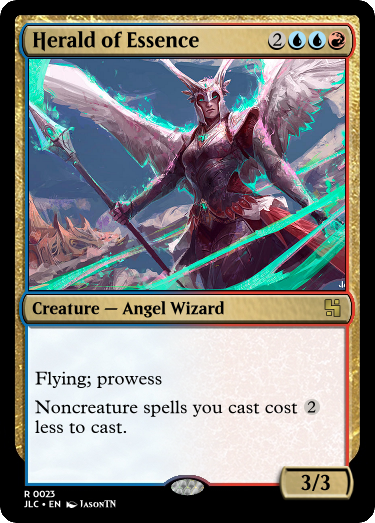 Herald of Essence 2
Creature — Angel Wizard
Flying; prowess
Noncreature spells you cast cost 2
less to cast.
3/3
R 0023
JLC • EN JASONTN